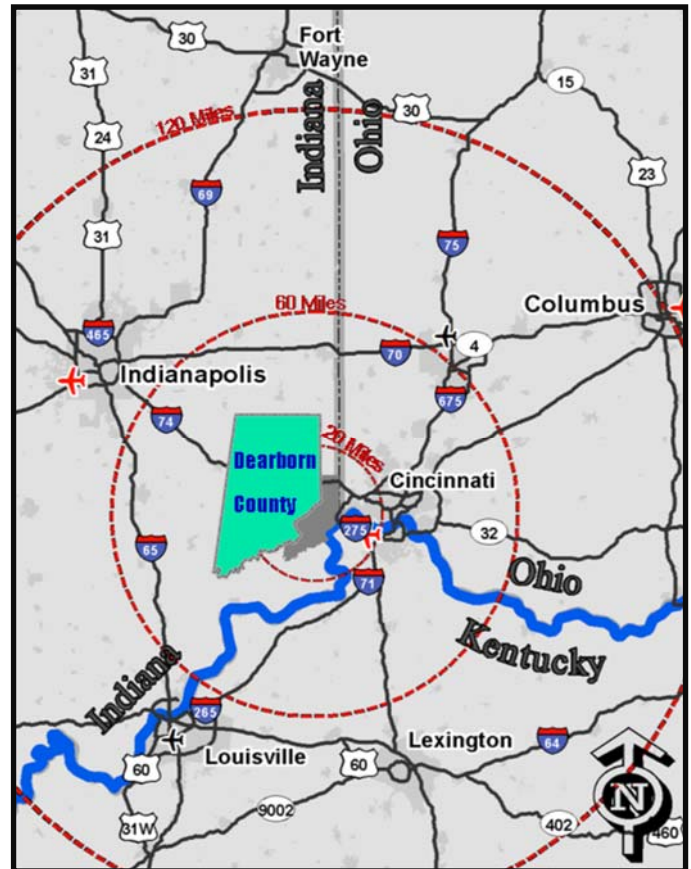 Fort
Wayne
30
31
15
120 Miles
30
24
Indiana
Ohio
23
69
31
75
60 Miles
Columbus
465
4
70
Indianapolis
675
74
20 Miles
Dearborn
County
Cincinnati
275
32
65
71
Ohio
Kentucky
Indiana
265
64
Lexington
Louisville
60
60
N
9002
31W
402
460